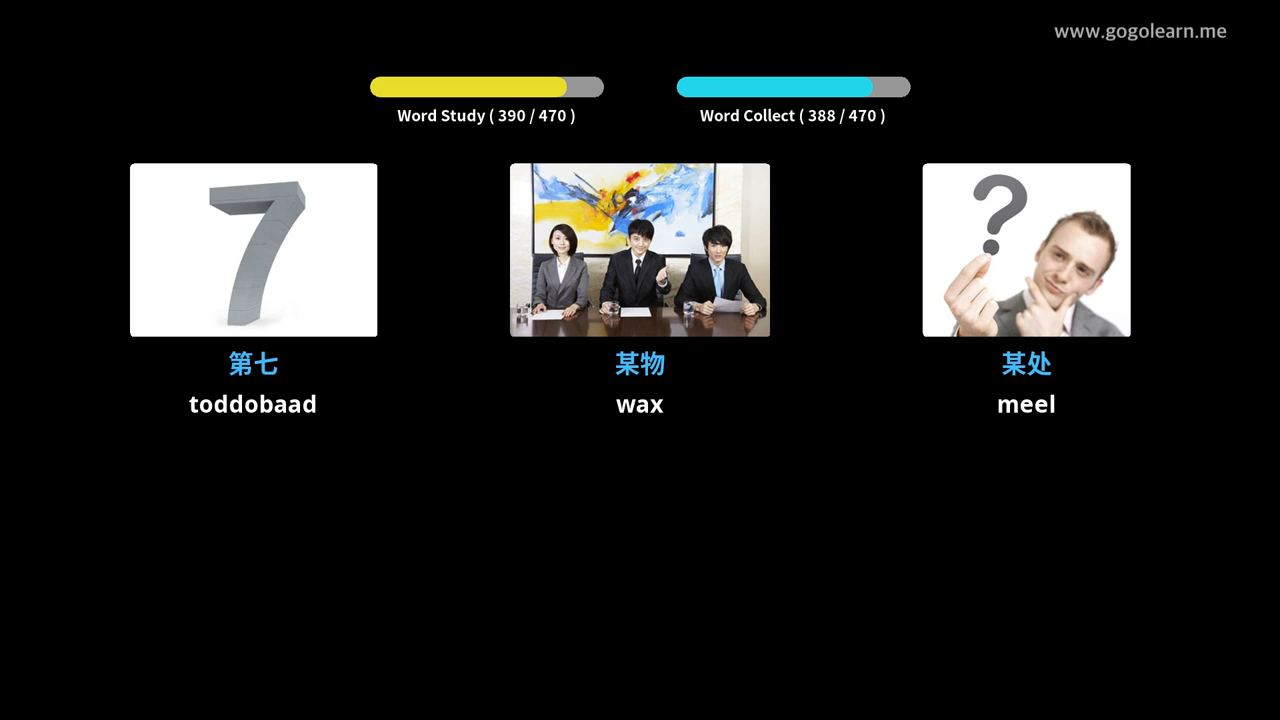 www.gogolearn.me
Word Study ( 390 / 470 )
Word Collect ( 388 / 470 )
7
?
第七
某物
某处
toddobaad
wax
meel